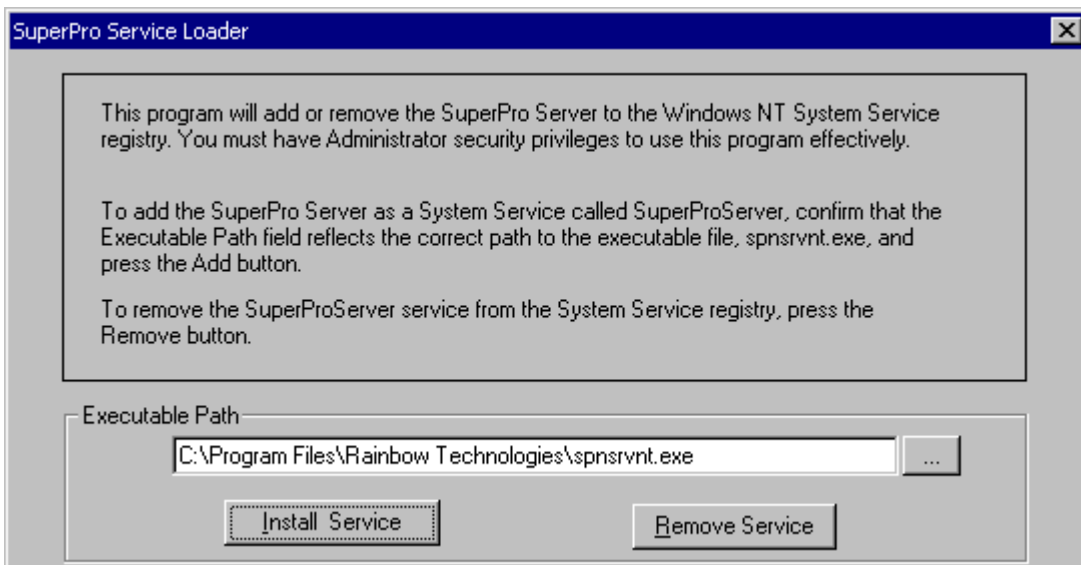 SuperPro Service Loader
This program will add or remove the SuperPro Server to the Windows NT System Service
registry. You must have Administrator security privileges to use this program effectively.
To add the SuperPro Server as a System Service called SuperProServer, confirm that the
Executable Path field reflects the correct path to the executable file, spnsrvnt.exe, and
press the Add button.
To remove the SuperProServer service from the System Service registry, press the
Remove button.
Executable Path
C:\Program Files\Rainbow Technologies\spnsrvnt.exe
...
Install Service
Remove Service